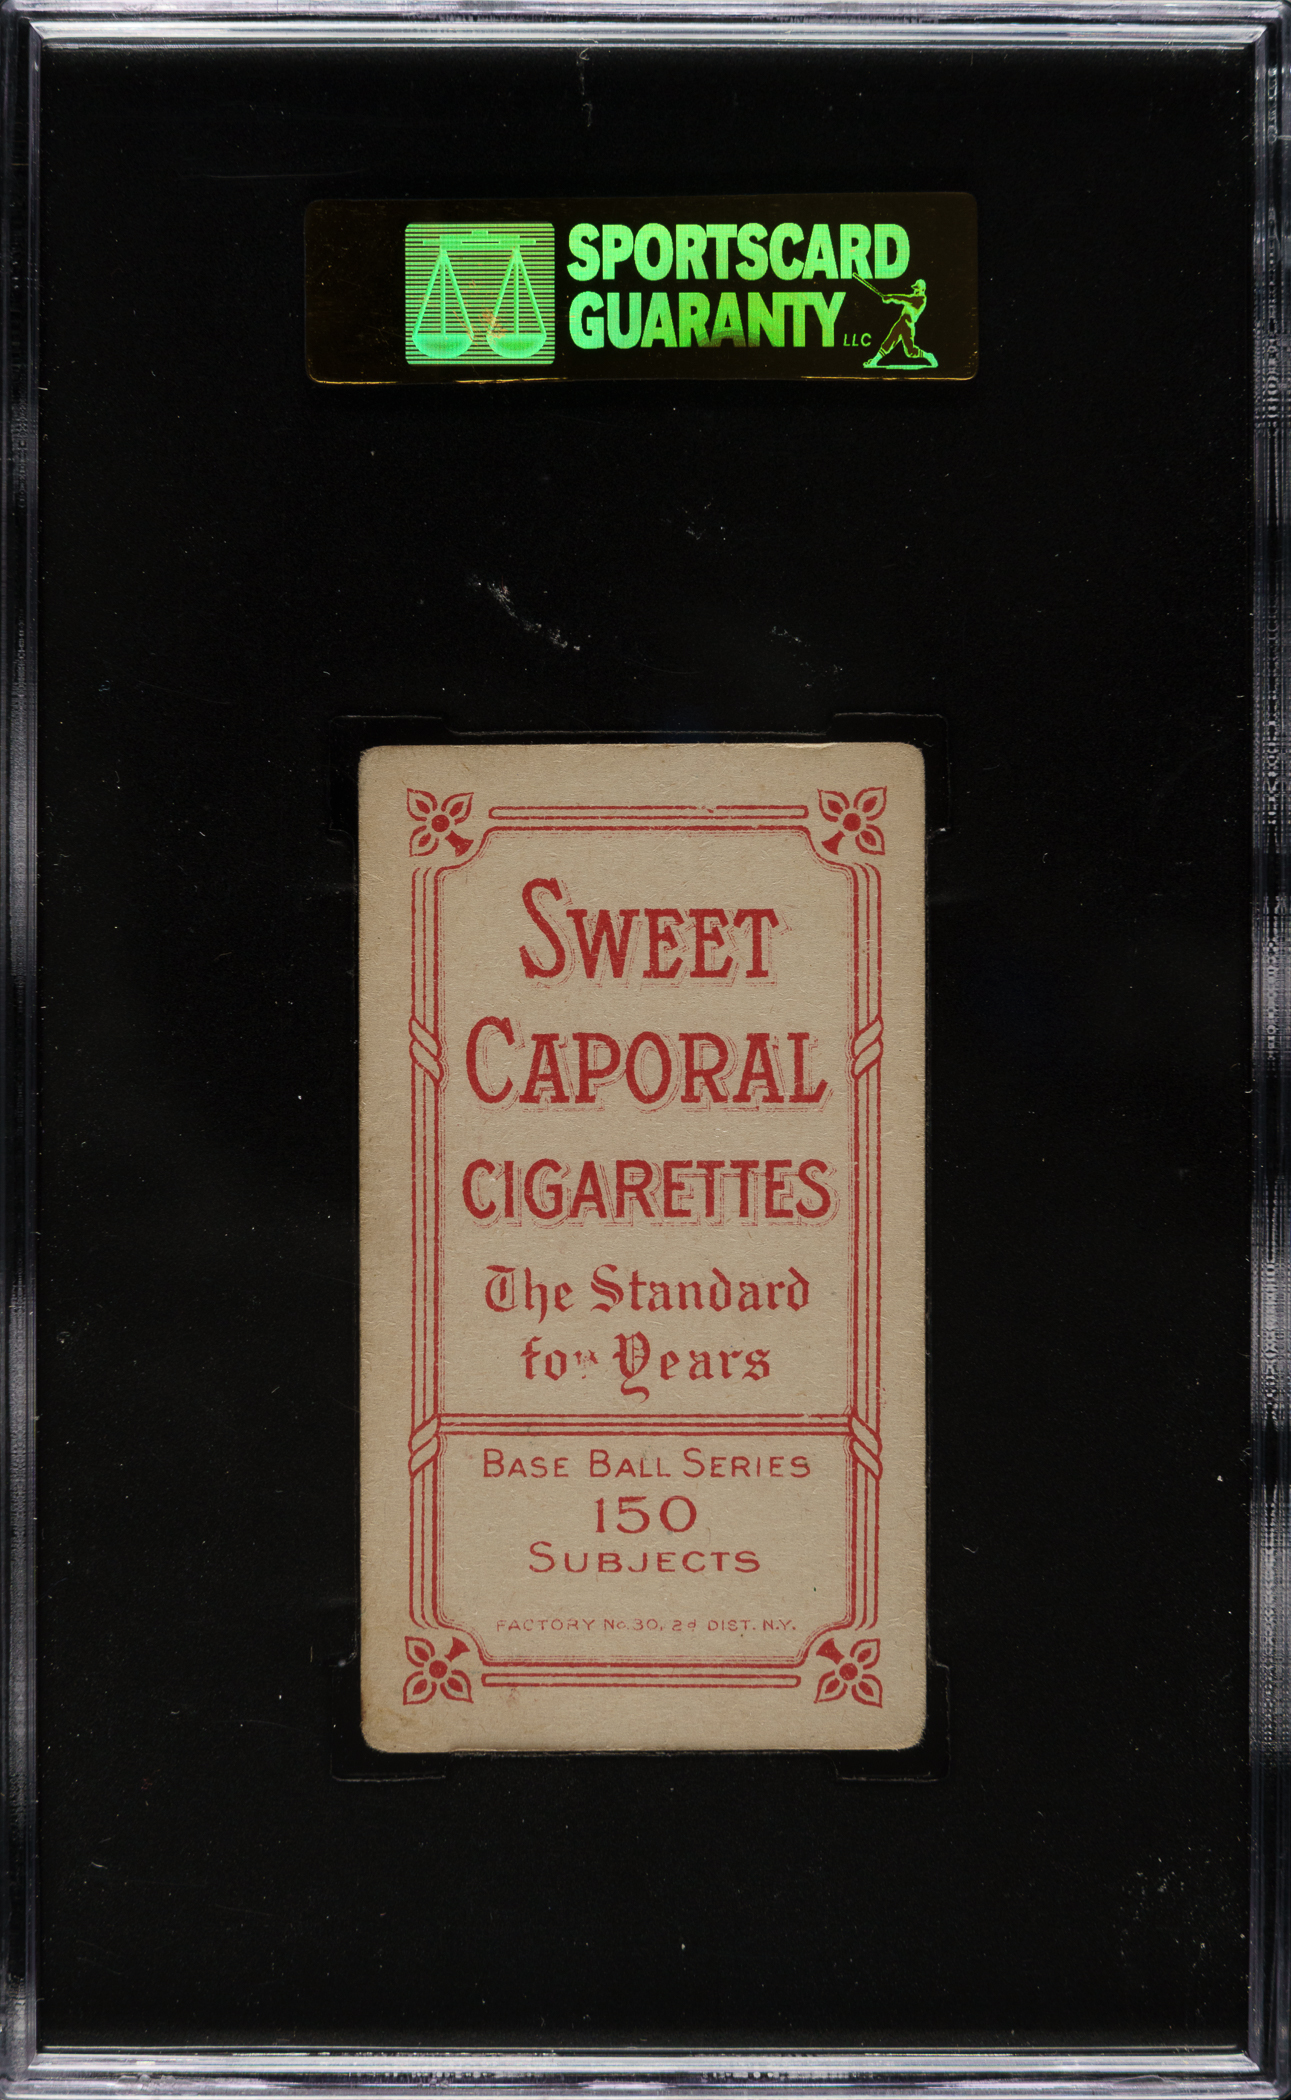 SPORTSCARD
GUARANTY LLC
SWEET
CAPORAL
CIGARETTES
The Standard
for Years
BASE BALL SERIES
150
SUBJECTS
FACTORY No. 30, 2d DIST. N.Y.